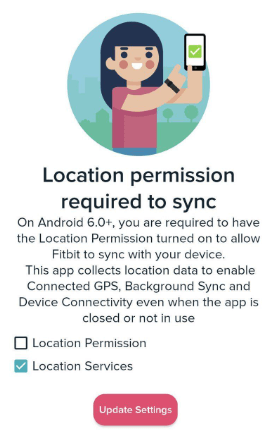 Location permission
required to sync
On Android 6.0+, you are required to have
the Location Permission turned on to allow
Fitbit to sync with your device.
This app collects location data to enable
Connected GPS, Background Sync and
Device Connectivity even when the app is
closed or not in use
Location Permission
Location Services
Update Settings